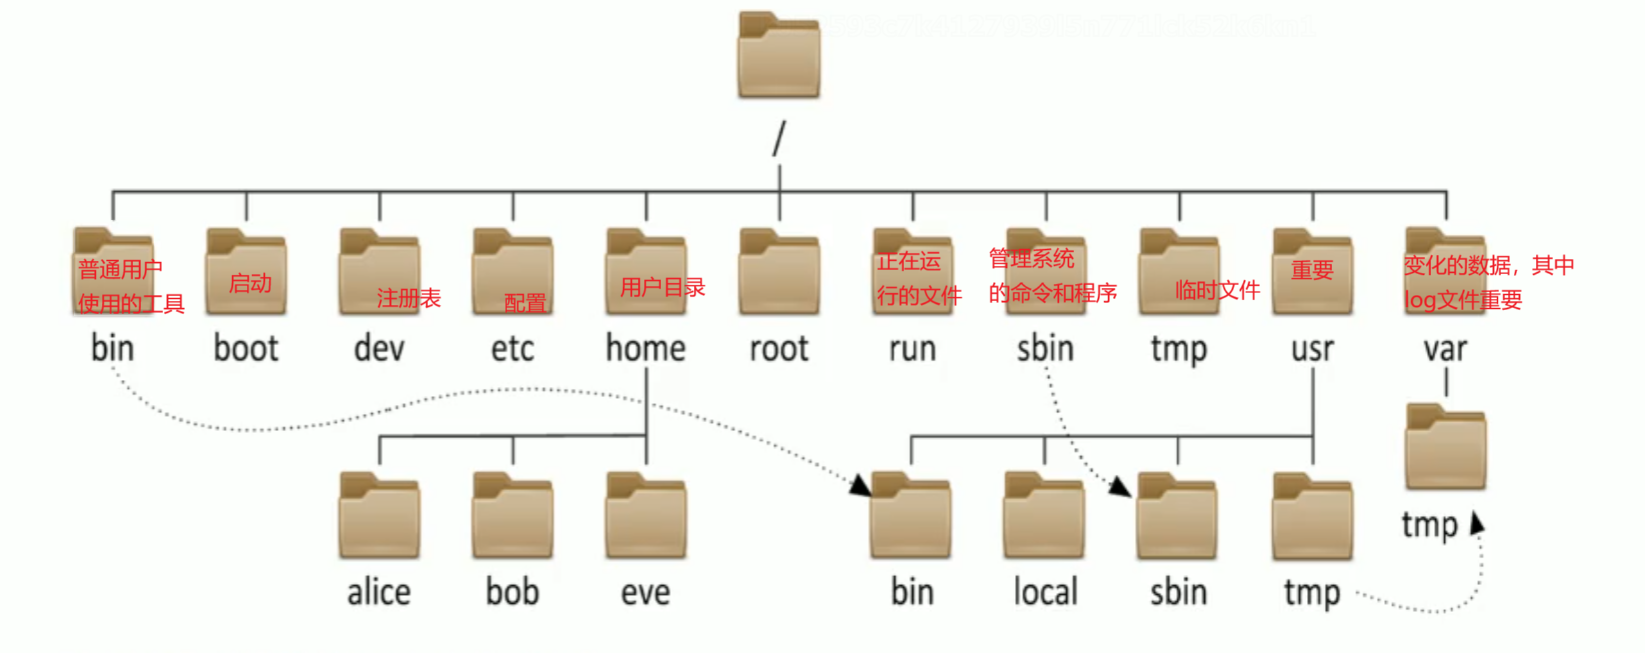 /
普通用户
使用的工具
启动
注册表
配置
用户目录
正在运
行的文件
管理系统
的命令和程序
临时文件
重要
变化的数据，其中
log文件重要
bin
boot
dev
etc
home
root
run
sbin
tmp
usr
var
tmp
alice
bob
eve
bin
local
sbin
tmp